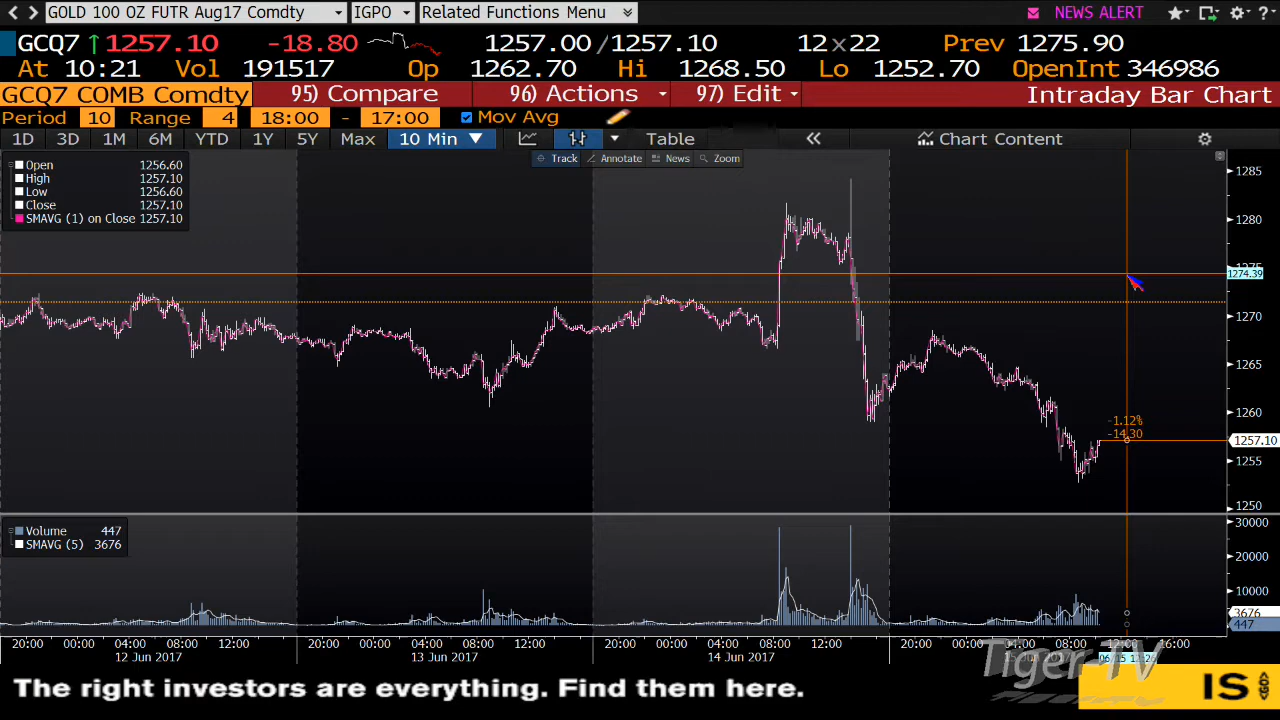 GOLD 100 OZ FUTR Aug17 Comdty IGPO Related Functions Menu NEWS ALERT
GCQ7 ↑1257.10 -18.80 1257.00/1257.10 12x22 Prev 1275.90
At 10:21 Vol 191517 Op 1262.70 Hi 1268.50 Lo 1252.70 OpenInt 346986
GCQ7 COMB Comdty 95) Compare 96) Actions 97) Edit Intraday Bar Chart
Period 10 Range 4 18:00 - 17:00 Mov Avg
1D 3D 1M 6M YTD 1Y 5Y Max 10 Min Table Chart Content
Track Annotate News Zoom
Open 1256.60
High 1257.10
Low 1256.60
Close 1257.10
SMAVG (1) on Close 1257.10
1285
1280
1275
1274.39
1270
1265
1260
-1.12%
-14.30
1257.10
1255
1250
Volume 447
SMAVG (5) 3676
30000
20000
10000
3676
447
20:00 00:00 04:00 08:00 12:00 20:00 00:00 04:00 08:00 12:00 20:00 00:00 04:00 08:00 12:00 20:00 00:00 04:00 08:00 12:00 16:00
12 Jun 2017 13 Jun 2017 14 Jun 2017
Tiger-TV
The right investors are everything. Find them here.
IS